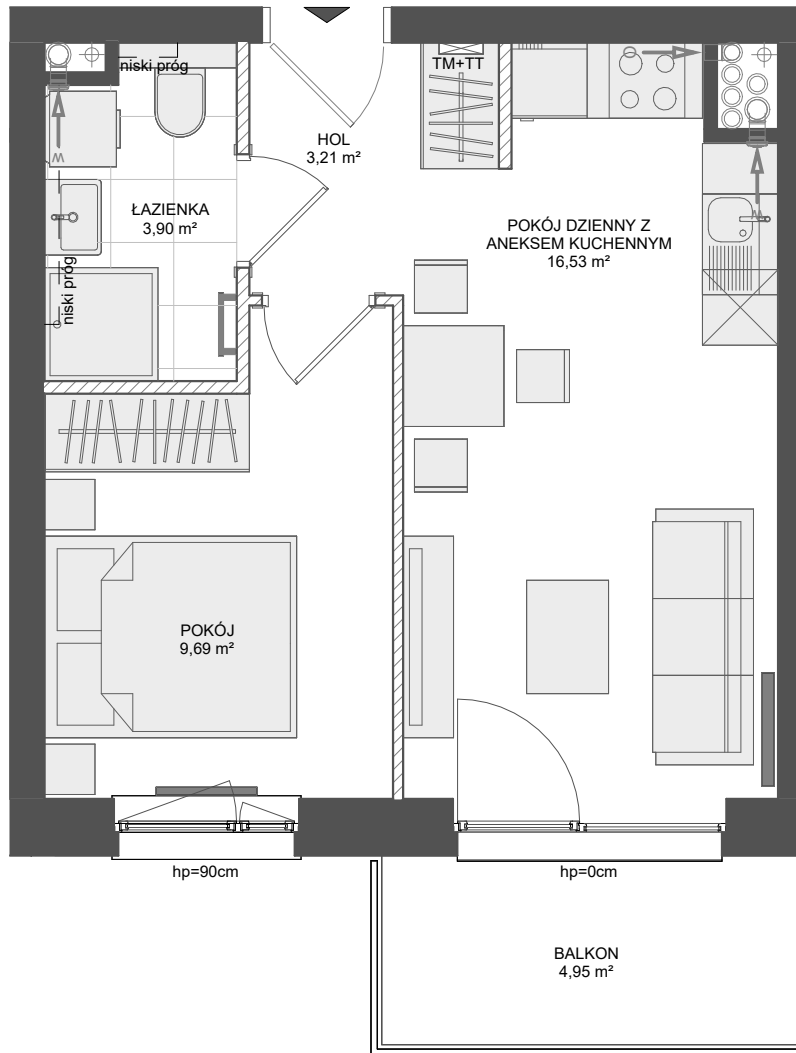 niski próg
TM+TT
HOL
3,21 m²
ŁAZIENKA
3,90 m²
POKÓJ DZIENNY Z
ANEKSEM KUCHENNYM
16,53 m²
niski próg
POKÓJ
9,69 m²
hp=90cm
hp=0cm
BALKON
4,95 m²